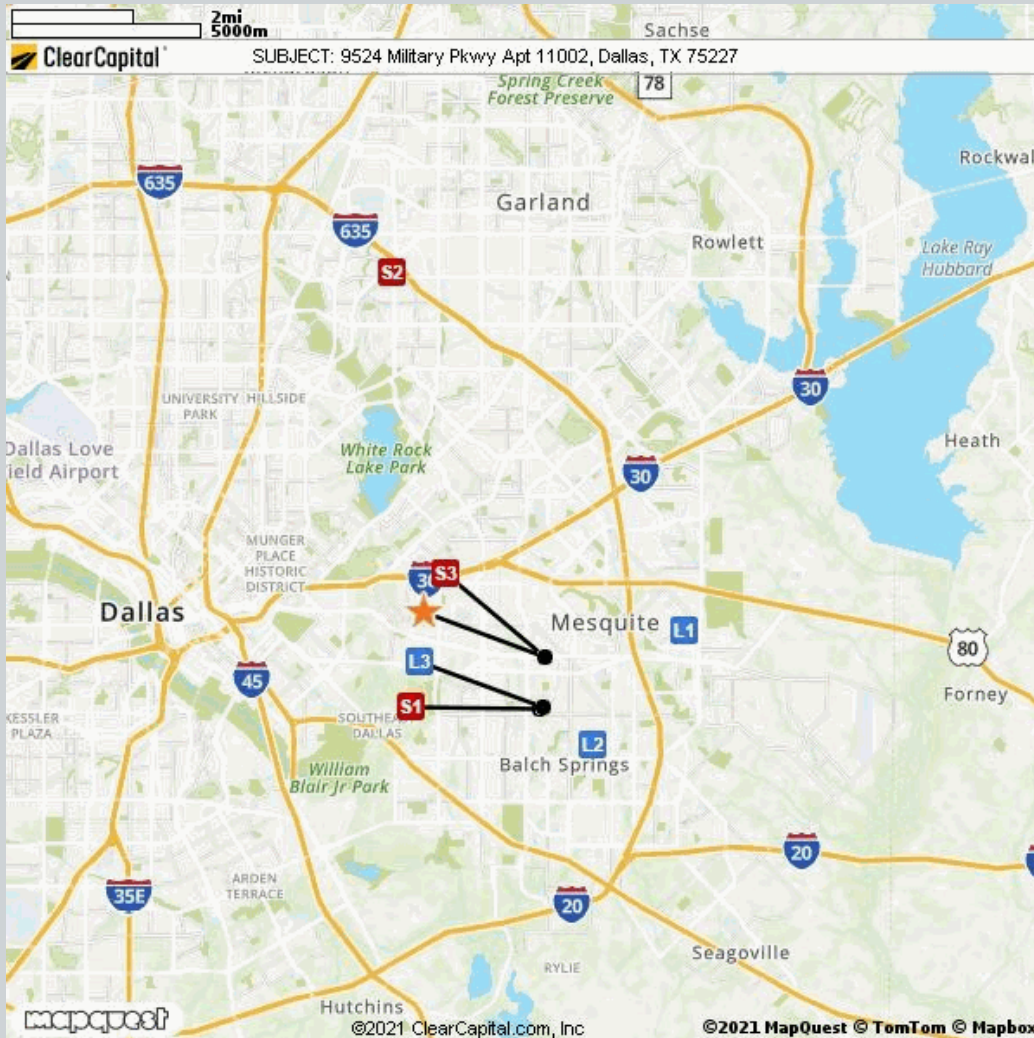 2mi
5000m
ClearCapital
SUBJECT: 9524 Military Pkwy Apt 11002, Dallas, TX 75227
Sachse
Spring Creek
Forest Preserve
78
Rockwal
635
Garland
635
Rowlett
Lake Ray
Hubbard
S2
30
UNIVERSITY
PARK
HILLSIDE
Dallas Love
ield Airport
White Rock
Lake Park
Heath
30
MUNGER
PLACE
HISTORIC
DISTRICT
30
S3
Dallas
Mesquite
L1
L3
80
45
Forney
KESSLER
PLAZA
S1
SOUTHEA
DALLAS
L2
Balch Springs
William
Blair Jr Park
20
ARDEN
TERRACE
35E
20
Seagoville
RYLIE
Hutchins
mapquest
©2021 ClearCapital.com, Inc
©2021 MapQuest © TomTom © Mapbox